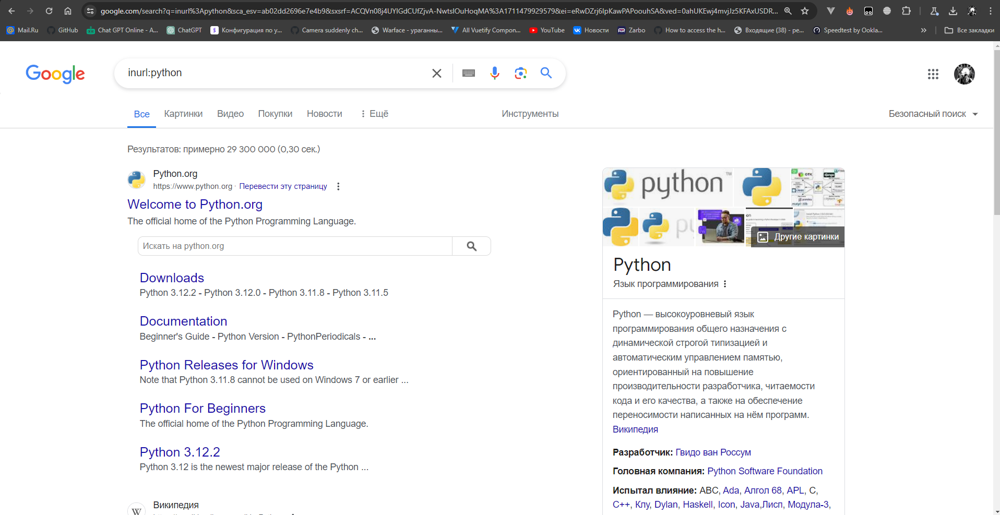 google.com/search?q=inurl%3Apython&sca_esv=ab02dd2696e7e4b9&sxsrf=ACQVn08j4UYIGdCUfZjvA-NwtsIOuHoqMA%3A1711479929579&ei=eRwDZrj6IpKawPAPoouhSA&ved=0ahUKEwj4mvjJz5KFAxUSDR...
Mail.Ru GitHub Chat GPT Online - A... ChatGPT Конфигурация по у... Camera suddenly ch... Warface - ураганны... All Vuetify Compon... YouTube Новости Zarbo How to access the h... Входящие (38) - ре... Speedtest by Ookla... » Все закладки
Google
inurl:python
Все Картинки Видео Покупки Новости Ещё Инструменты Безопасный поиск
Результатов: примерно 29 300 000 (0,30 сек.)
Python.org
https://www.python.org · Перевести эту страницу
Welcome to Python.org
The official home of the Python Programming Language.
Искать на python.org
Downloads
Python 3.12.2 - Python 3.12.0 - Python 3.11.8 - Python 3.11.5
Documentation
Beginner's Guide - Python Version - PythonPeriodicals - ...
Python Releases for Windows
Note that Python 3.11.8 cannot be used on Windows 7 or earlier ...
Python For Beginners
The official home of the Python Programming Language.
Python 3.12.2
Python 3.12 is the newest major release of the Python ...
W
Википедия
python™
Другие картинки
Python
Язык программирования
Python — высокоуровневый язык
программирования общего назначения с
динамической строгой типизацией и
автоматическим управлением памятью,
ориентированный на повышение
производительности разработчика, читаемости
кода и его качества, а также на обеспечение
переносимости написанных на нём программ.
Википедия
Разработчик: Гвидо ван Россум
Головная компания: Python Software Foundation
Испытал влияние: ABC, Ada, Алгол 68, APL, C,
C++, Клу, Dylan, Haskell, Icon, Java,Лисп, Модула-3,